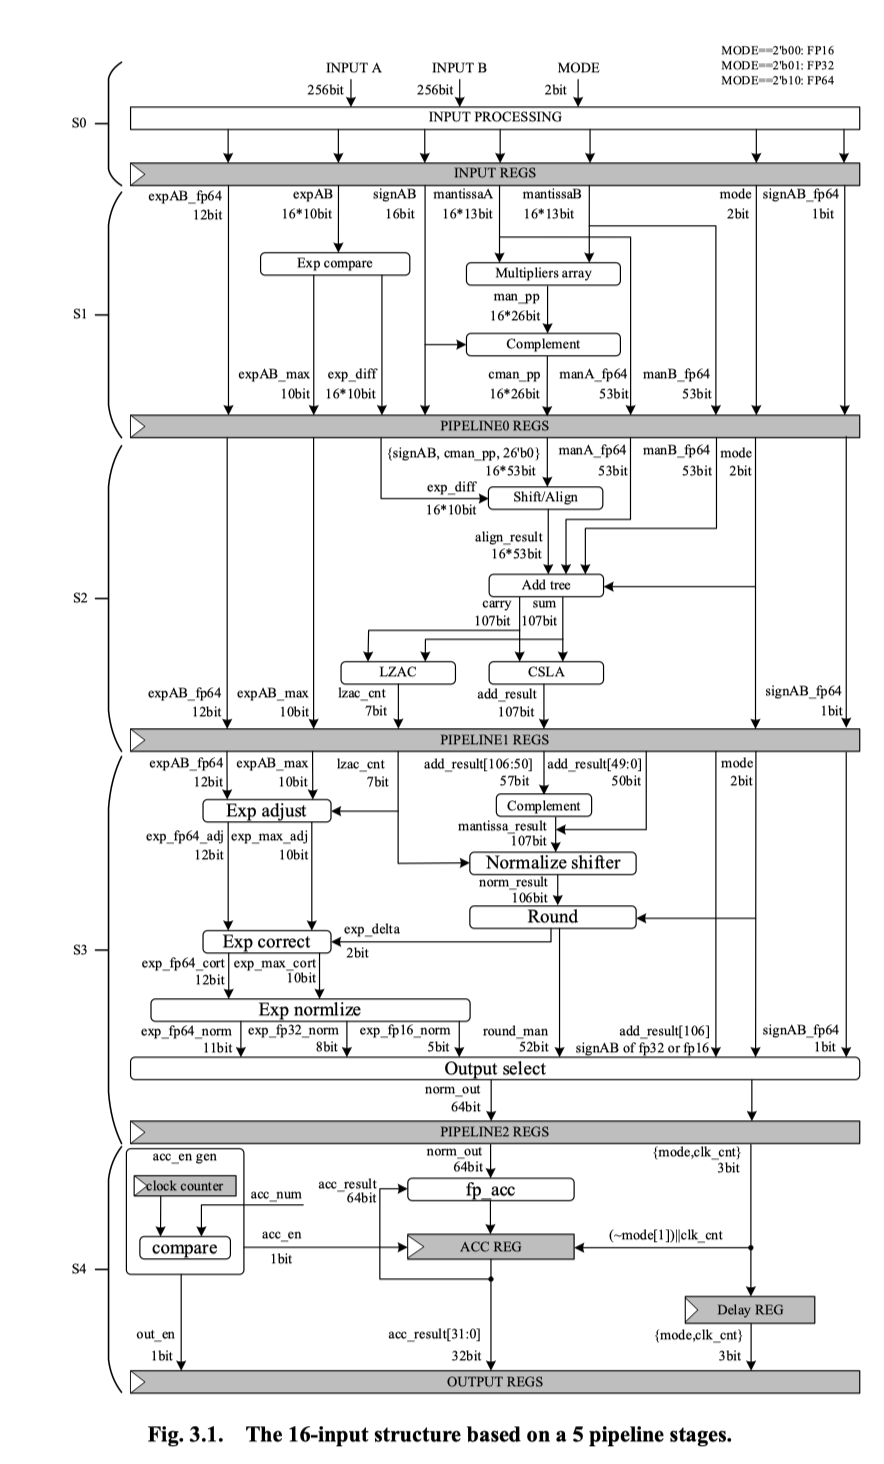 MODE==2'b00: FP16
MODE==2'b01: FP32
MODE==2'b10: FP64
INPUT A
INPUT B
MODE
256bit
256bit
2bit
S0
INPUT PROCESSING
INPUT REGS
expAB_fp64
12bit
expAB
16*10bit
signAB
16bit
mantissaA
16*13bit
mantissaB
16*13bit
mode
2bit
signAB_fp64
1bit
Exp compare
Multipliers array
man_pp
16*26bit
S1
Complement
expAB_max
10bit
exp_diff
16*10bit
cman_pp
16*26bit
manA_fp64
53bit
manB_fp64
53bit
PIPELINE0 REGS
{signAB, cman_pp, 26'b0}
16*53bit
manA_fp64
53bit
manB_fp64
53bit
mode
2bit
exp_diff
16*10bit
Shift/Align
align_result
16*53bit
S2
Add tree
carry
107bit
sum
107bit
LZAC
CSLA
expAB_fp64
12bit
expAB_max
10bit
lzac_cnt
7bit
add_result
107bit
signAB_fp64
1bit
PIPELINE1 REGS
expAB_fp64
12bit
expAB_max
10bit
lzac_cnt
7bit
add_result[106:50]
57bit
add_result[49:0]
50bit
mode
2bit
Exp adjust
Complement
mantissa_result
107bit
exp_fp64_adj
12bit
exp_max_adj
10bit
Normalize shifter
norm_result
106bit
Round
S3
Exp correct
exp_delta
2bit
exp_fp64_cort
12bit
exp_max_cort
10bit
Exp normlize
exp_fp64_norm
11bit
exp_fp32_norm
8bit
exp_fp16_norm
5bit
round_man
52bit
add_result[106]
signAB of fp32 or fp16
signAB_fp64
1bit
Output select
norm_out
64bit
PIPELINE2 REGS
acc_en gen
clock counter
acc_num
compare
acc_en
1bit
norm_out
64bit
{mode,clk_cnt}
3bit
acc_result
64bit
fp_acc
ACC REG
(~mode[1])||clk_cnt
S4
Delay REG
out_en
1bit
acc_result[31:0]
32bit
{mode,clk_cnt}
3bit
OUTPUT REGS
Fig. 3.1. The 16-input structure based on a 5 pipeline stages.